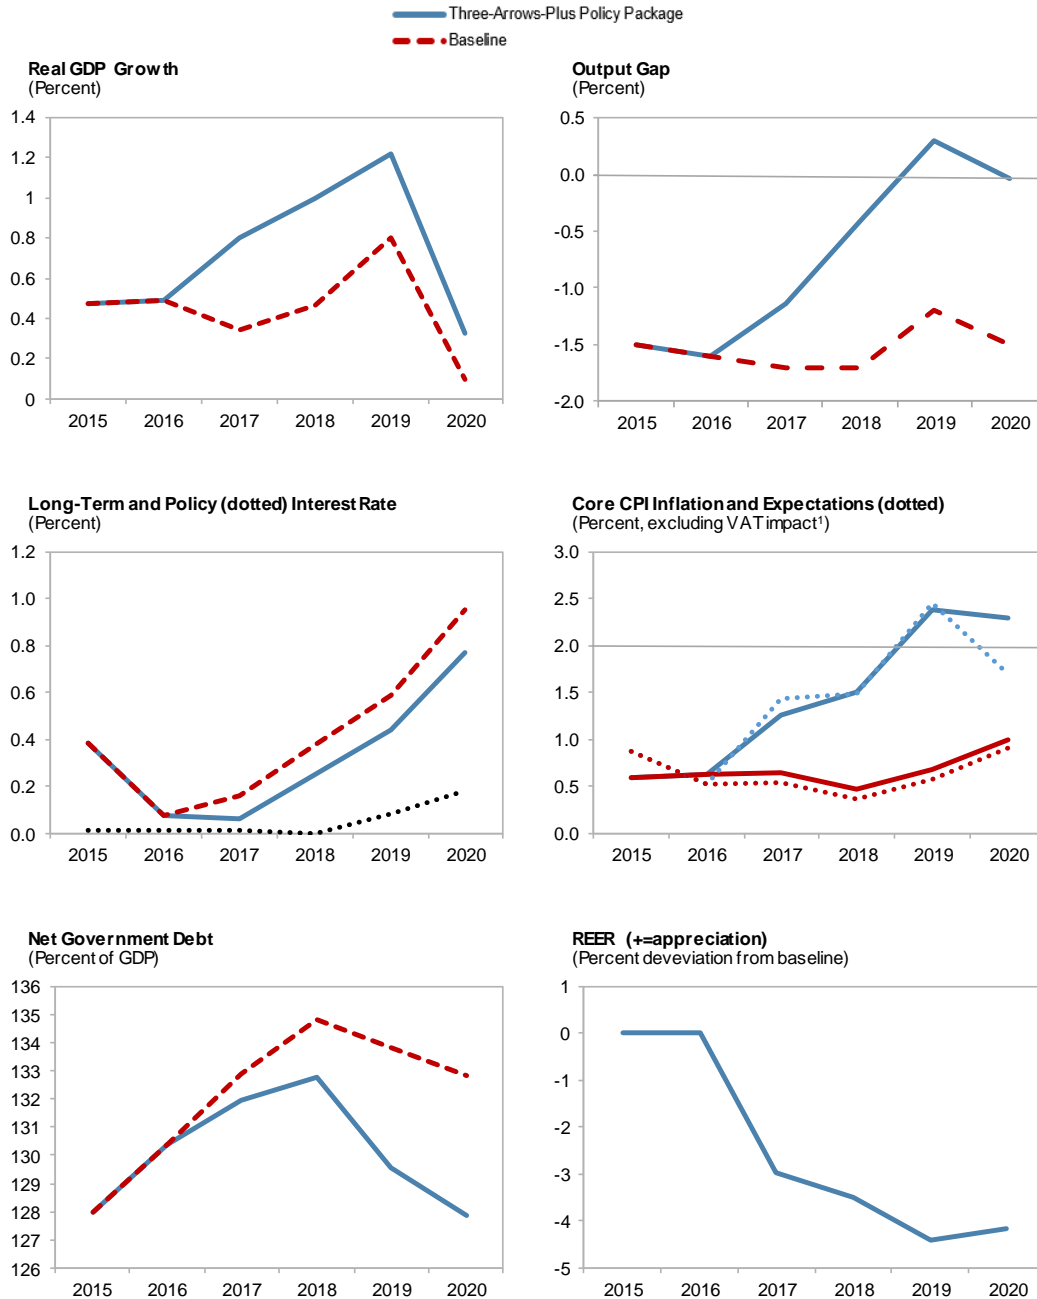 Three-Arrows-Plus Policy Package
Baseline
Real GDP Growth
(Percent)
1.4
1.2
1
0.8
0.6
0.4
0.2
0
2015 2016 2017 2018 2019 2020
Output Gap
(Percent)
0.5
0.0
-0.5
-1.0
-1.5
-2.0
2015 2016 2017 2018 2019 2020
Long-Term and Policy (dotted) Interest Rate
(Percent)
1.2
1.0
0.8
0.6
0.4
0.2
0.0
2015 2016 2017 2018 2019 2020
Core CPI Inflation and Expectations (dotted)
(Percent, excluding VAT impact¹)
3.0
2.5
2.0
1.5
1.0
0.5
0.0
2015 2016 2017 2018 2019 2020
Net Government Debt
(Percent of GDP)
136
135
134
133
132
131
130
129
128
127
126
2015 2016 2017 2018 2019 2020
REER (+=appreciation)
(Percent deveviation from baseline)
1
0
-1
-2
-3
-4
-5
2015 2016 2017 2018 2019 2020